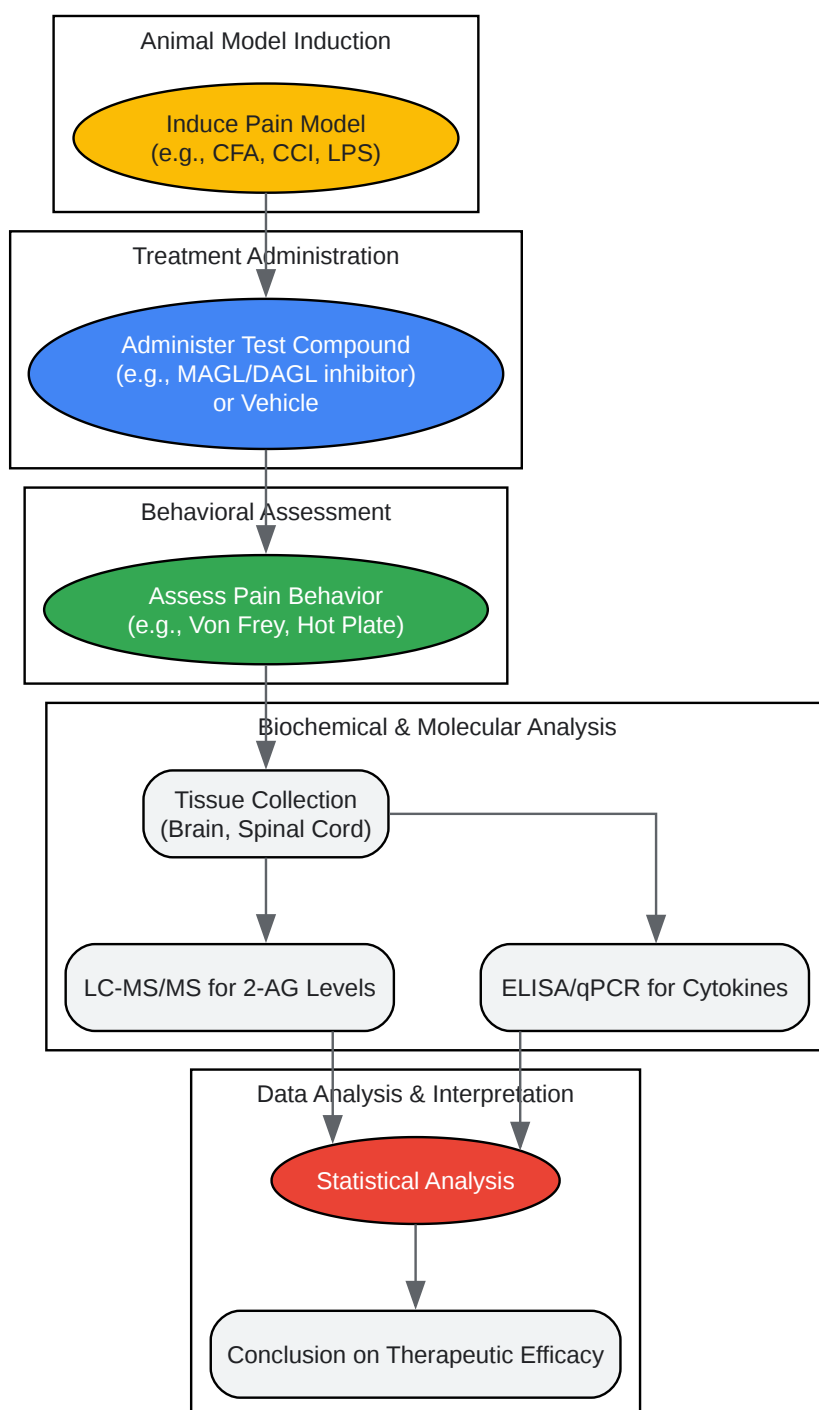 Animal Model Induction
Induce Pain Model
(e.g., CFA, CCI, LPS)
Treatment Administration
Administer Test Compound
(e.g., MAGL/DAGL inhibitor)
or Vehicle
Behavioral Assessment
Assess Pain Behavior
(e.g., Von Frey, Hot Plate)
Biochemical & Molecular Analysis
Tissue Collection
(Brain, Spinal Cord)
LC-MS/MS for 2-AG Levels
ELISA/qPCR for Cytokines
Data Analysis & Interpretation
Statistical Analysis
Conclusion on Therapeutic Efficacy